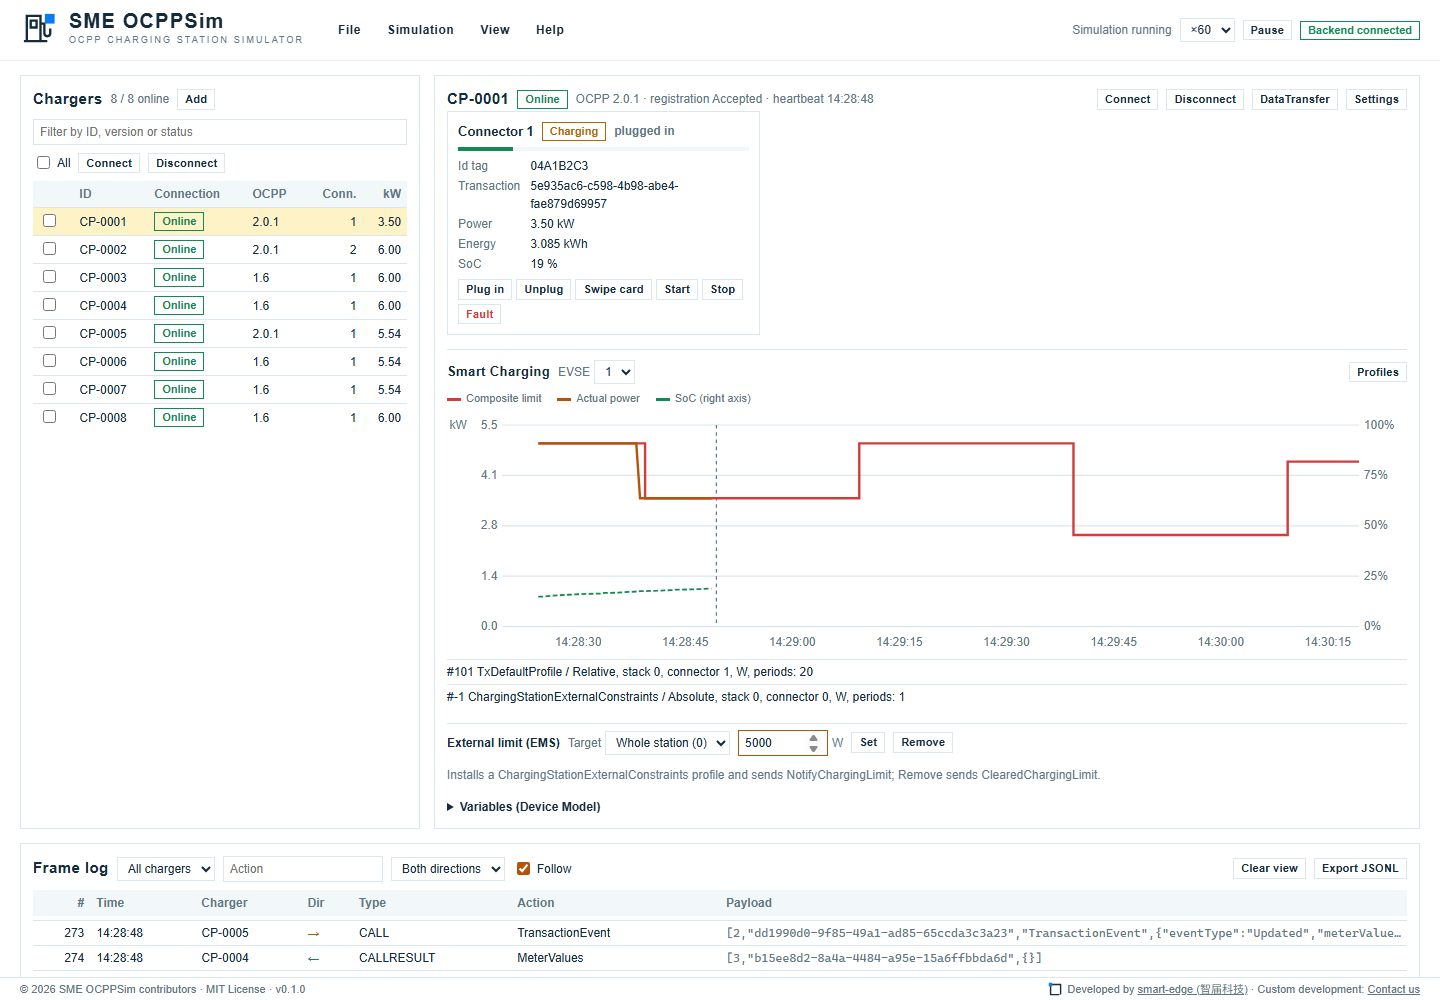 SME OCPPSim
OCPP CHARGING STATION SIMULATOR
File Simulation View Help
Simulation running ×60 Pause Backend connected
Chargers 8 / 8 online Add
Filter by ID, version or status
All Connect Disconnect
ID Connection OCPP Conn. kW
CP-0001 Online 2.0.1 1 3.50
CP-0002 Online 2.0.1 2 6.00
CP-0003 Online 1.6 1 6.00
CP-0004 Online 1.6 1 6.00
CP-0005 Online 2.0.1 1 5.54
CP-0006 Online 1.6 1 5.54
CP-0007 Online 1.6 1 5.54
CP-0008 Online 1.6 1 6.00
CP-0001 Online OCPP 2.0.1 · registration Accepted · heartbeat 14:28:48
Connect Disconnect DataTransfer Settings
Connector 1 Charging plugged in
Id tag 04A1B2C3
Transaction 5e935ac6-c598-4b98-abe4-
fae879d69957
Power 3.50 kW
Energy 3.085 kWh
SoC 19 %
Plug in Unplug Swipe card Start Stop
Fault
Smart Charging EVSE 1 Profiles
Composite limit Actual power SoC (right axis)
kW 5.5 100%
4.1 75%
2.8 50%
1.4 25%
0.0 0%
14:28:30 14:28:45 14:29:00 14:29:15 14:29:30 14:29:45 14:30:00 14:30:15
#101 TxDefaultProfile / Relative, stack 0, connector 1, W, periods: 20
#-1 ChargingStationExternalConstraints / Absolute, stack 0, connector 0, W, periods: 1
External limit (EMS) Target Whole station (0) 5000 W Set Remove
Installs a ChargingStationExternalConstraints profile and sends NotifyChargingLimit; Remove sends ClearedChargingLimit.
Variables (Device Model)
Frame log All chargers Action Both directions Follow Clear view Export JSONL
# Time Charger Dir Type Action Payload
273 14:28:48 CP-0005 → CALL TransactionEvent [2,"dd1990d0-9f85-49a1-ad85-65ccda3c3a23","TransactionEvent",{"eventType":"Updated","meterValue…
274 14:28:48 CP-0004 ← CALLRESULT MeterValues [3,"b15ee8d2-8a4a-4484-a95e-15a6ffbbda6d",{}]
© 2026 SME OCPPSim contributors · MIT License · v0.1.0
Developed by smart-edge (智届科技) · Custom development: Contact us